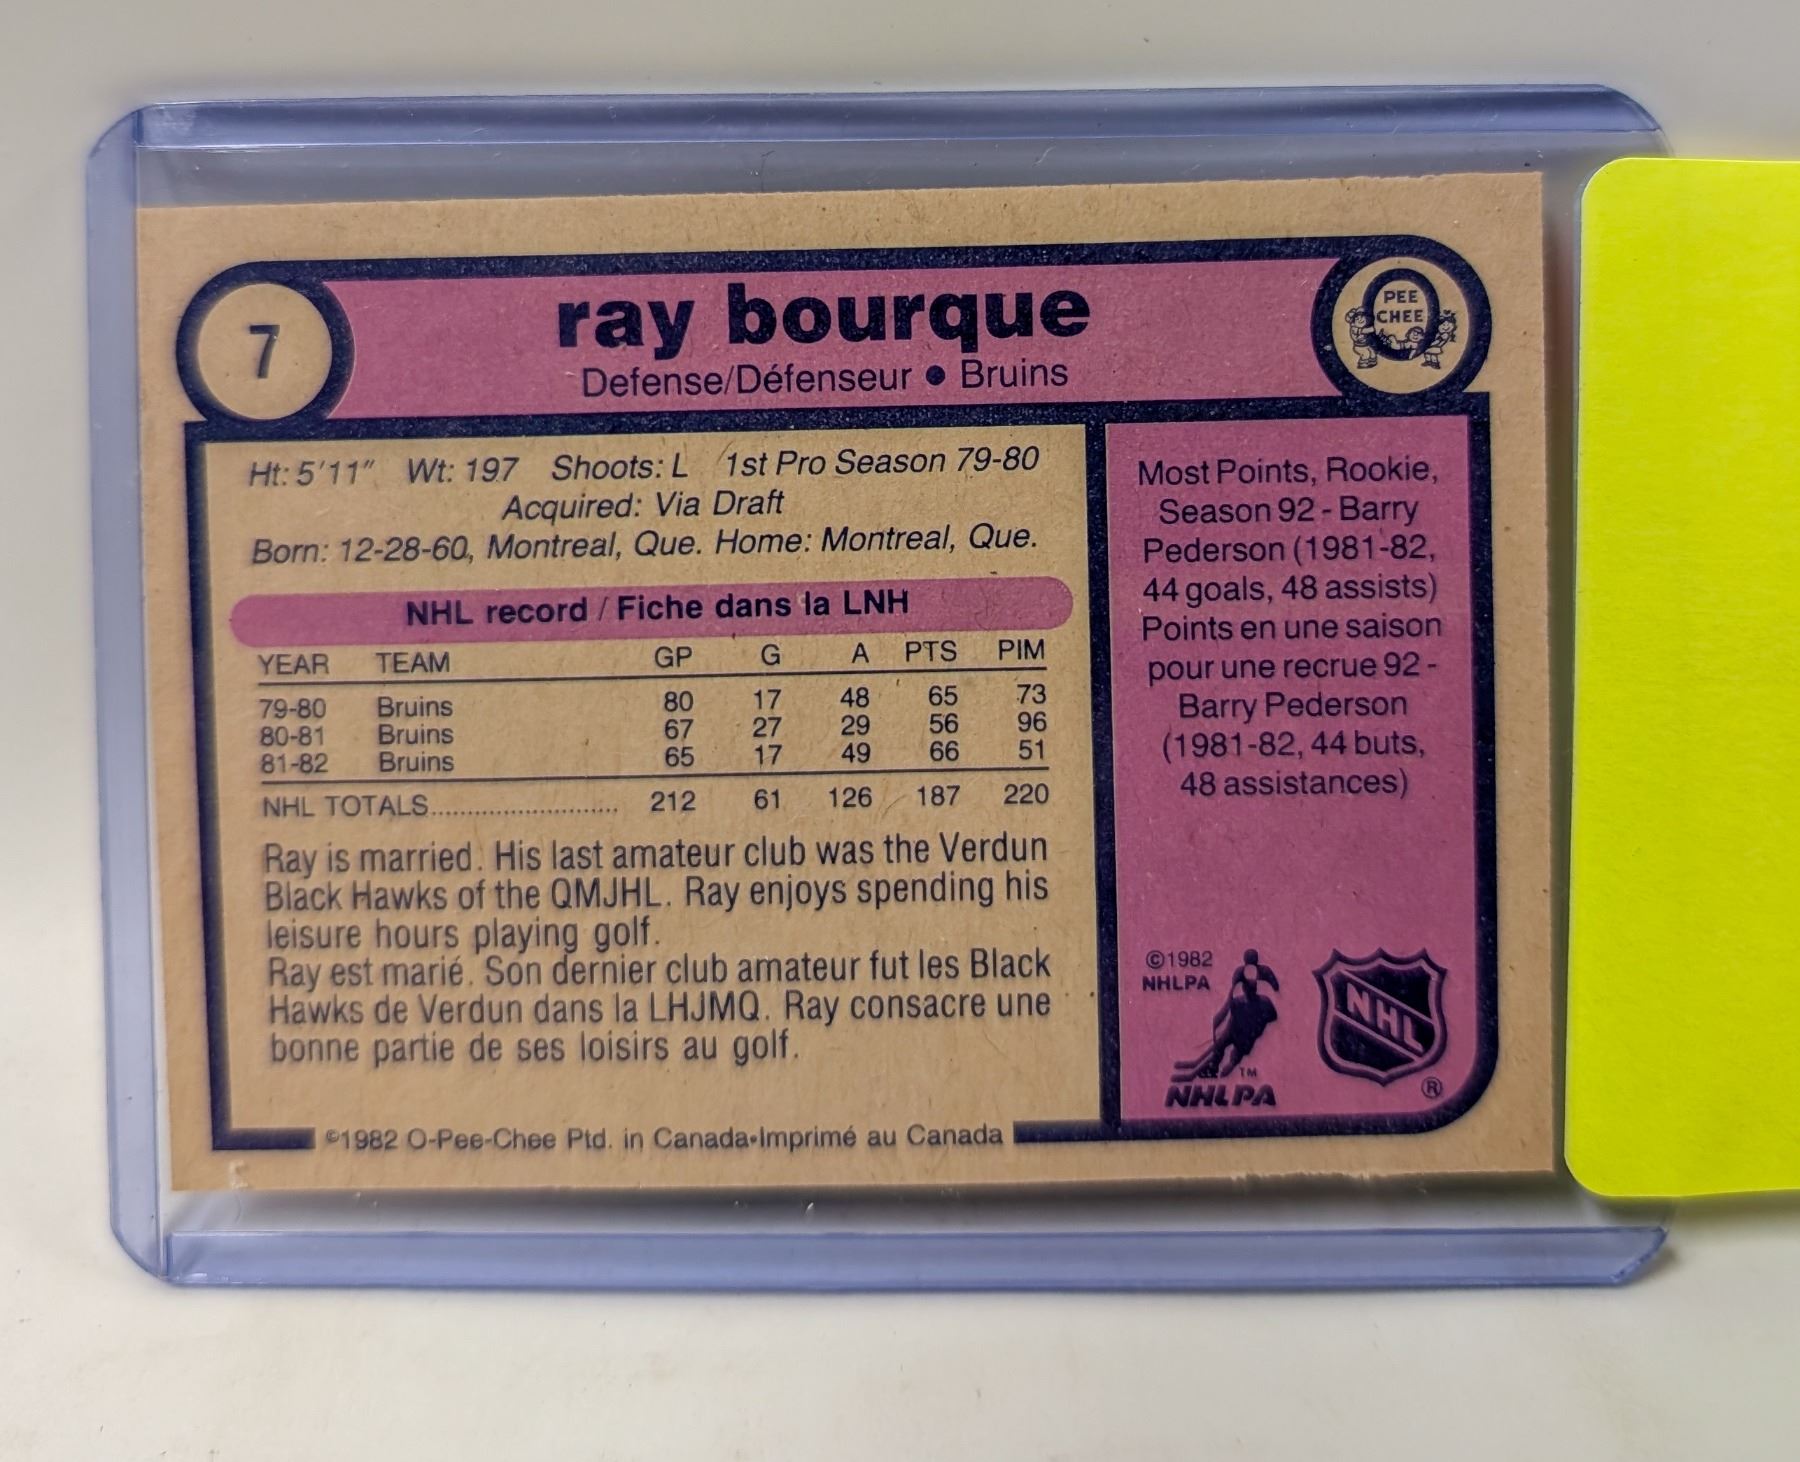 7
ray bourque
Defense/Défenseur ● Bruins
O
PEE
CHEE
Ht: 5'11" Wt: 197 Shoots: L 1st Pro Season 79-80
Acquired: Via Draft
Born: 12-28-60, Montreal, Que. Home: Montreal, Que.
NHL record / Fiche dans la LNH
YEAR TEAM GP G A PTS PIM
79-80 Bruins 80 17 48 65 73
80-81 Bruins 67 27 29 56 96
81-82 Bruins 65 17 49 66 51
NHL TOTALS........................... 212 61 126 187 220
Ray is married. His last amateur club was the Verdun
Black Hawks of the QMJHL. Ray enjoys spending his
leisure hours playing golf.
Ray est marié. Son dernier club amateur fut les Black
Hawks de Verdun dans la LHJMQ. Ray consacre une
bonne partie de ses loisirs au golf.
©1982 O-Pee-Chee Ptd. in Canada•Imprimé au Canada
Most Points, Rookie,
Season 92 - Barry
Pederson (1981-82,
44 goals, 48 assists)
Points en une saison
pour une recrue 92 -
Barry Pederson
(1981-82, 44 buts,
48 assistances)
©1982
NHLPA
TM
NHLPA
NHL
®